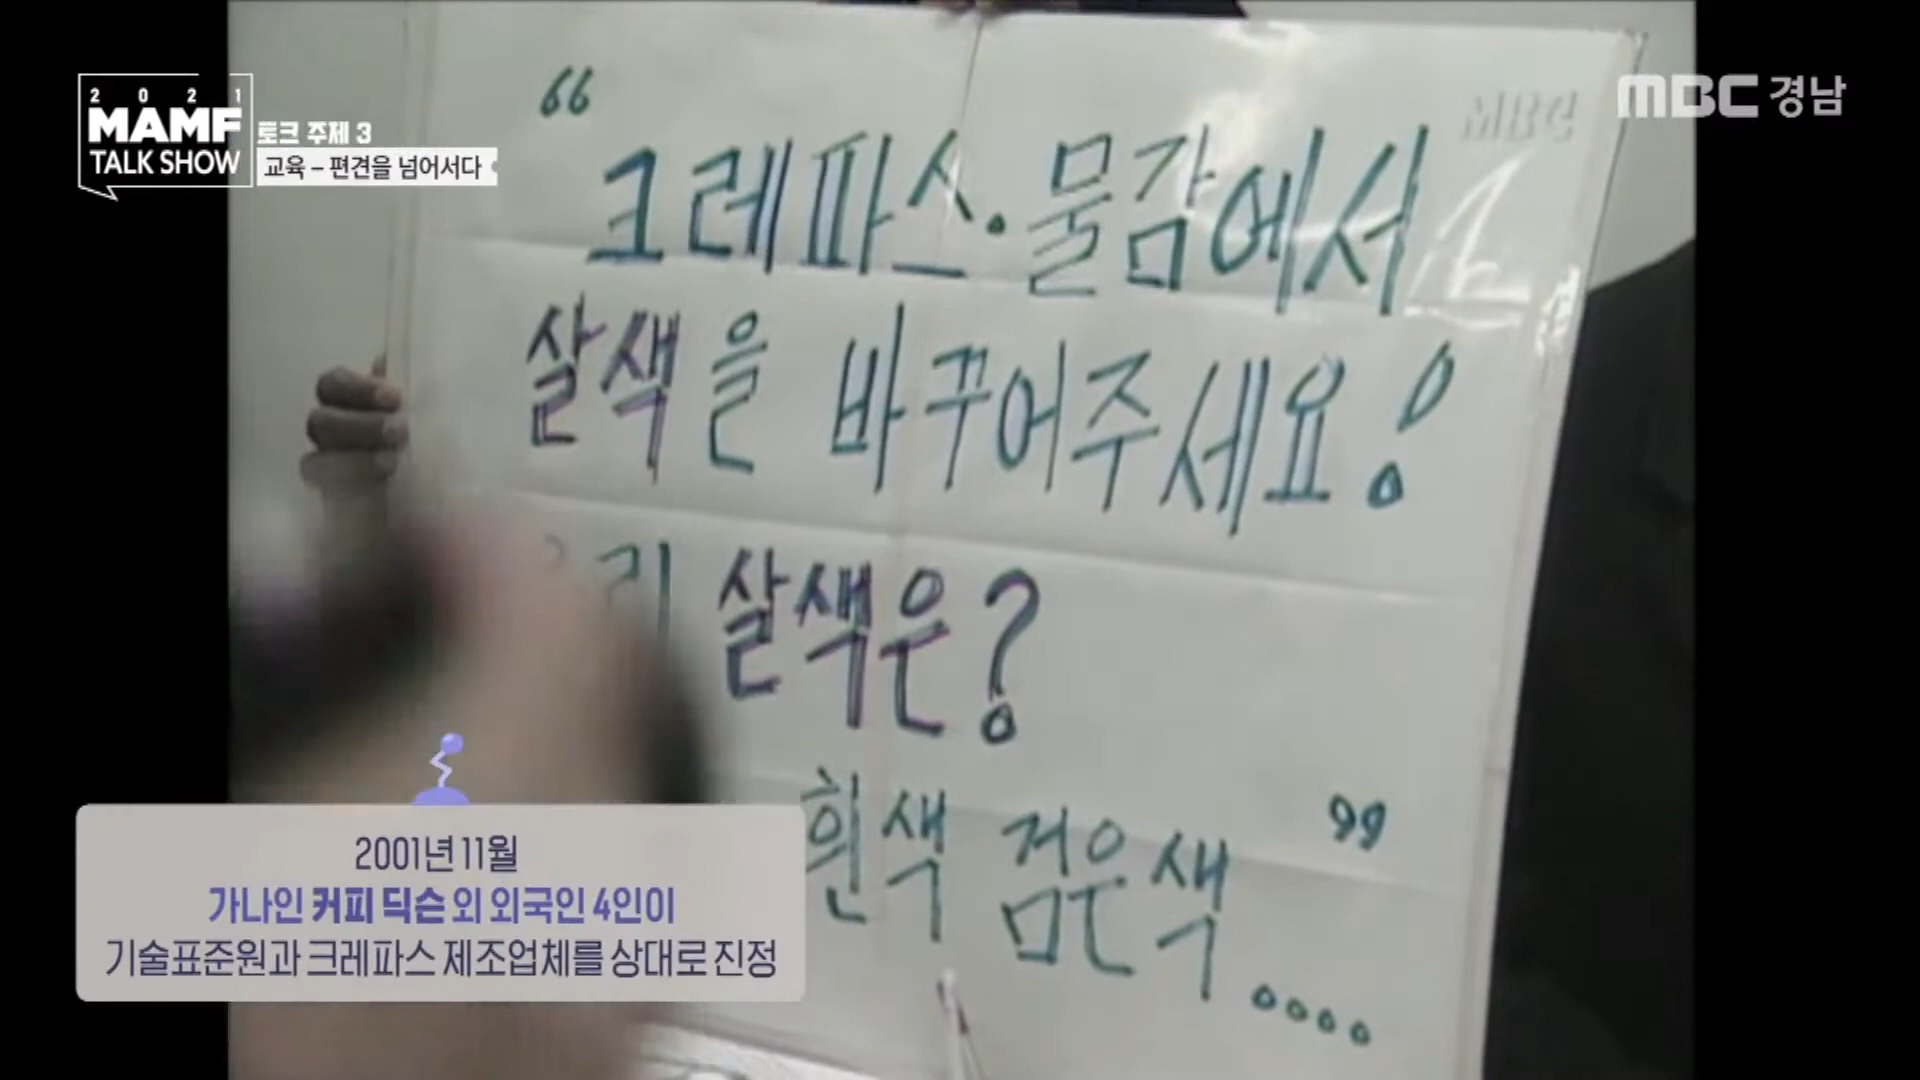 2021
MAMF
TALK SHOW
토크 주제 3
교육 – 편견을 넘어서다
MBC 경남
MBC
“
크레파스·물감에서
살색을 바꾸어주세요!
리 살색은?
흰색 검은색....”
2001년 11월
가나인 커피 딕슨 외 외국인 4인이
기술표준원과 크레파스 제조업체를 상대로 진정